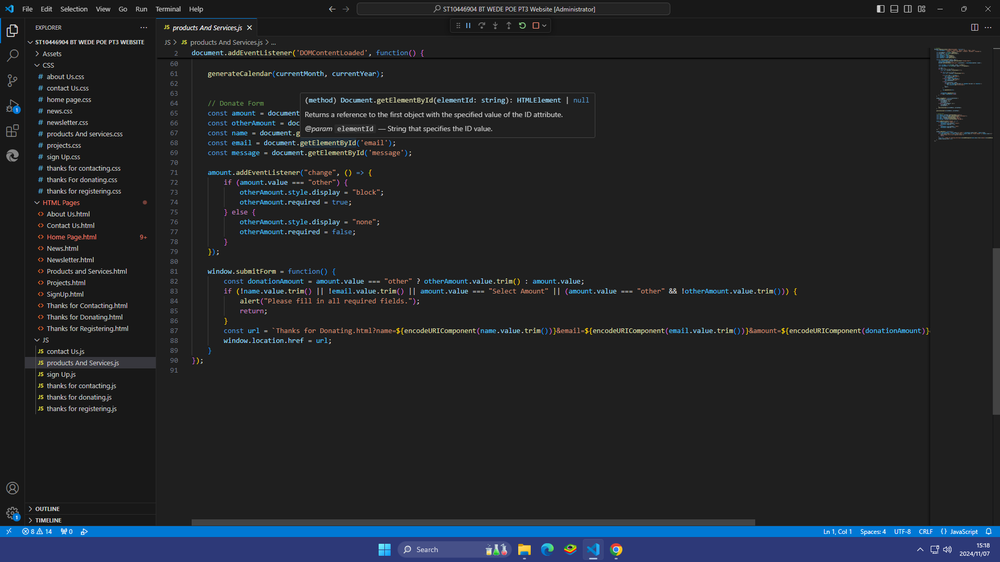 File Edit Selection View Go Run Terminal Help
ST10446904 BT WEDE POE PT3 Website [Administrator]
EXPLORER
ST10446904 BT WEDE POE PT3 WEBSITE
Assets
CSS
# about Us.css
# contact Us.css
# home page.css
# news.css
# newsletter.css
# products And services.css
# projects.css
# sign Up.css
# thanks for contacting.css
# thanks For donating.css
# thanks for registering.css
HTML Pages
<> About Us.html
<> Contact Us.html
<> Home Page.html 9+
<> News.html
<> Newsletter.html
<> Products and Services.html
<> Projects.html
<> SignUp.html
<> Thanks for Contacting.html
<> Thanks for Donating.html
<> Thanks for Registering.html
JS
JS contact Us.js
JS products And Services.js
JS sign Up.js
JS thanks for contacting.js
JS thanks for donating.js
JS thanks for registering.js
OUTLINE
TIMELINE
1
1
JS products And Services.js
JS > JS products And Services.js > ...
2 document.addEventListener('DOMContentLoaded', function() {
60
61 generateCalendar(currentMonth, currentYear);
62
63
64 // Donate Form
65 const amount = document
66 const otherAmount = doc
67 const name = document.g
68 const email = document.getElementById('email');
69 const message = document.getElementById('message');
70
71 amount.addEventListener("change", () => {
72 if (amount.value === "other") {
73 otherAmount.style.display = "block";
74 otherAmount.required = true;
75 } else {
76 otherAmount.style.display = "none";
77 otherAmount.required = false;
78 }
79 });
80
81 window.submitForm = function() {
82 const donationAmount = amount.value === "other" ? otherAmount.value.trim() : amount.value;
83 if (!name.value.trim() || !email.value.trim() || amount.value === "Select Amount" || (amount.value === "other" && !otherAmount.value.trim())) {
84 alert("Please fill in all required fields.");
85 return;
86 }
87 const url = `Thanks for Donating.html?name=${encodeURIComponent(name.value.trim())}&email=${encodeURIComponent(email.value.trim())}&amount=${encodeURIComponent(donationAmount)}
88 window.location.href = url;
89 }
90 });
91
(method) Document.getElementById(elementId: string): HTMLElement | null
Returns a reference to the first object with the specified value of the ID attribute.
@param elementId — String that specifies the ID value.
8 14 0
Ln 1, Col 1 Spaces: 4 UTF-8 CRLF {} JavaScript
Search
15:18
2024/11/07